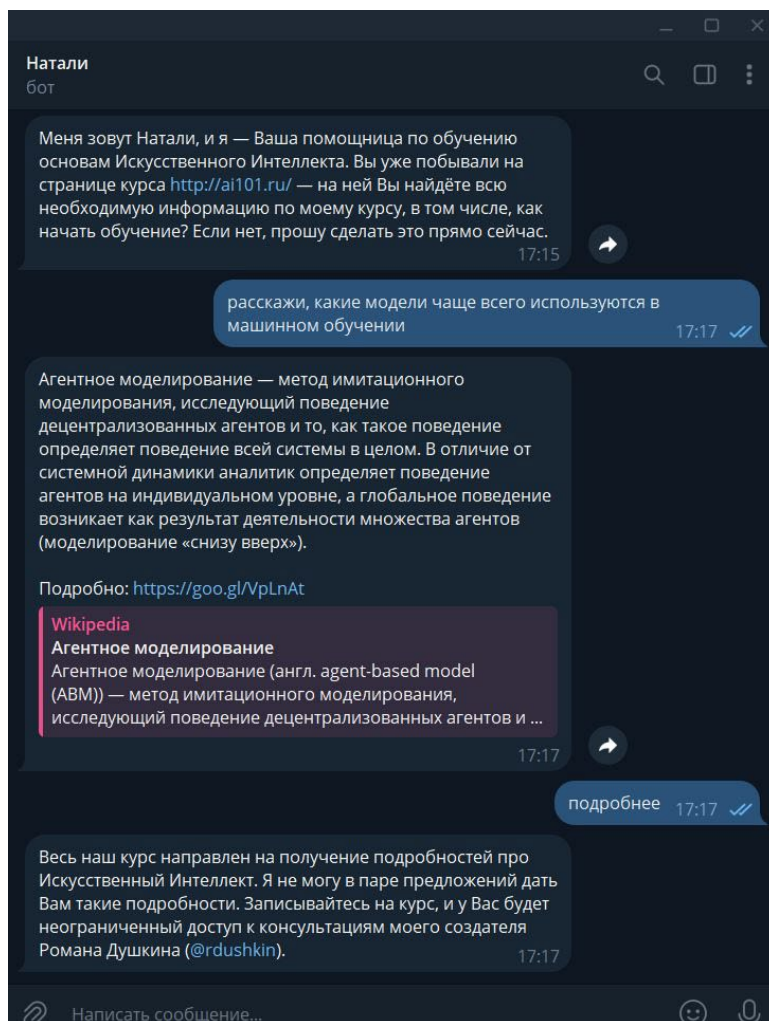 Натали
бот
Меня зовут Натали, и я — Ваша помощница по обучению
основам Искусственного Интеллекта. Вы уже побывали на
странице курса http://ai101.ru/ — на ней Вы найдёте всю
необходимую информацию по моему курсу, в том числе, как
начать обучение? Если нет, прошу сделать это прямо сейчас.
17:15
расскажи, какие модели чаще всего используются в
машинном обучении
17:17
Агентное моделирование — метод имитационного
моделирования, исследующий поведение
децентрализованных агентов и то, как такое поведение
определяет поведение всей системы в целом. В отличие от
системной динамики аналитик определяет поведение
агентов на индивидуальном уровне, а глобальное поведение
возникает как результат деятельности множества агентов
(моделирование «снизу вверх»).
Подробно: https://goo.gl/VpLnAt
Wikipedia
Агентное моделирование
Агентное моделирование (англ. agent-based model
(ABM)) — метод имитационного моделирования,
исследующий поведение децентрализованных агентов и ...
17:17
подробнее 17:17
Весь наш курс направлен на получение подробностей про
Искусственный Интеллект. Я не могу в паре предложений дать
Вам такие подробности. Записывайтесь на курс, и у Вас будет
неограниченный доступ к консультациям моего создателя
Романа Душкина (@rdushkin).
17:17
Написать сообщение...